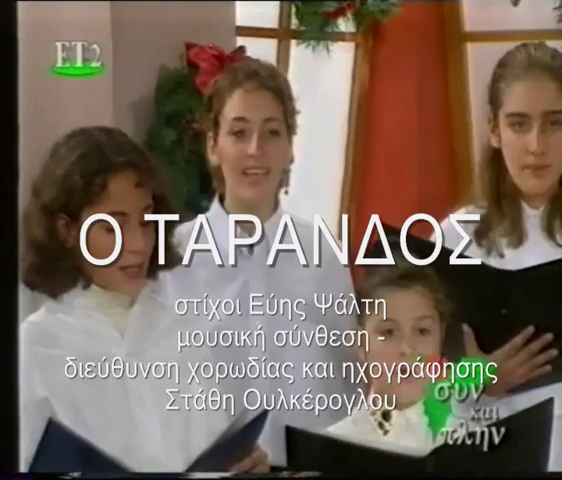 ET2
Ο ΤΑΡΑΝΔΟΣ
στίχοι Εύης Ψάλτη
μουσική σύνθεση -
διεύθυνση χορωδίας και ηχογράφησης
Στάθη Ουλκέρογλου
συν
και
πλην